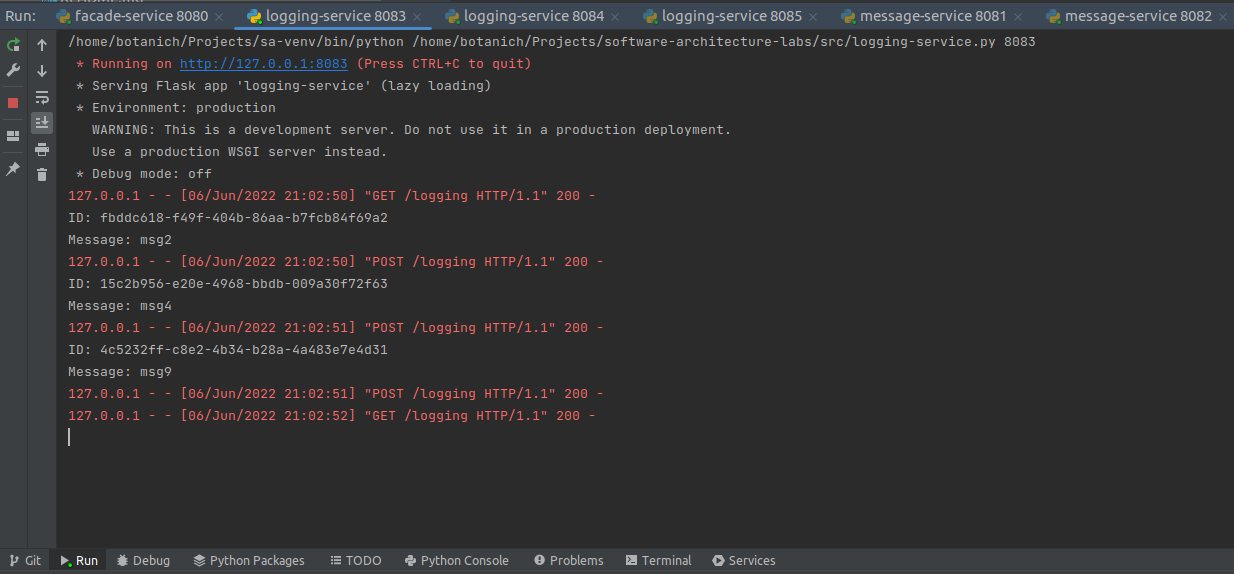 Run: facade-service 8080 × logging-service 8083 × logging-service 8084 × logging-service 8085 × message-service 8081 × message-service 8082 ×
/home/botanich/Projects/sa-venv/bin/python /home/botanich/Projects/software-architecture-labs/src/logging-service.py 8083
* Running on http://127.0.0.1:8083 (Press CTRL+C to quit)
* Serving Flask app 'logging-service' (lazy loading)
* Environment: production
WARNING: This is a development server. Do not use it in a production deployment.
Use a production WSGI server instead.
* Debug mode: off
127.0.0.1 - - [06/Jun/2022 21:02:50] "GET /logging HTTP/1.1" 200 -
ID: fbddc618-f49f-404b-86aa-b7fcb84f69a2
Message: msg2
127.0.0.1 - - [06/Jun/2022 21:02:50] "POST /logging HTTP/1.1" 200 -
ID: 15c2b956-e20e-4968-bbdb-009a30f72f63
Message: msg4
127.0.0.1 - - [06/Jun/2022 21:02:51] "POST /logging HTTP/1.1" 200 -
ID: 4c5232ff-c8e2-4b34-b28a-4a483e7e4d31
Message: msg9
127.0.0.1 - - [06/Jun/2022 21:02:51] "POST /logging HTTP/1.1" 200 -
127.0.0.1 - - [06/Jun/2022 21:02:52] "GET /logging HTTP/1.1" 200 -
Git Run Debug Python Packages TODO Python Console Problems Terminal Services